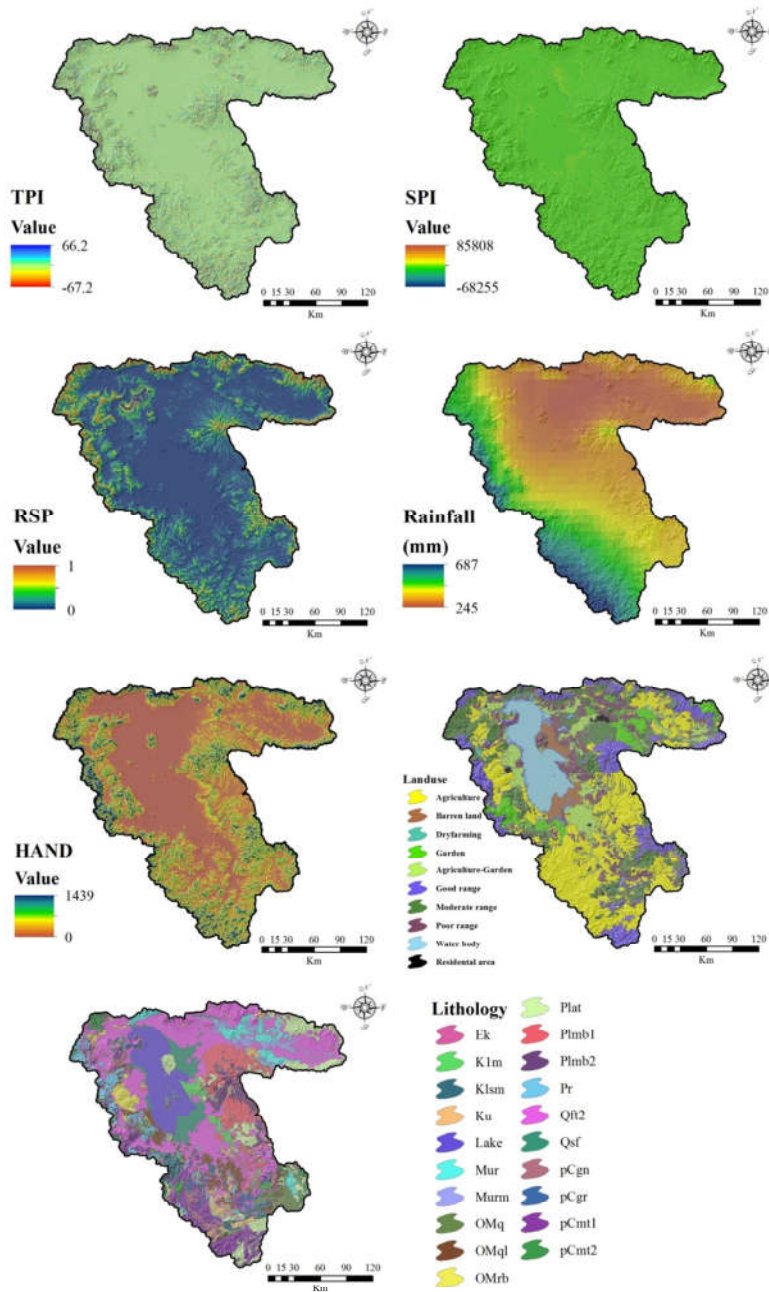 TPI
Value
66.2
-67.2
0 15 30 60 90 120
Km
SPI
Value
85808
-68255
0 15 30 60 90 120
Km
RSP
Value
1
0
0 15 30 60 90 120
Km
Rainfall
(mm)
687
245
0 15 30 60 90 120
Km
HAND
Value
1439
0
0 15 30 60 90 120
Km
Landuse
Agriculture
Barren land
Dryfarming
Garden
Agriculture-Garden
Good range
Moderate range
Poor range
Water body
Residental area
0 15 30 60 90 120
Km
0 15 30 60 90 120
Km
Lithology
Ek
K1m
Klsm
Ku
Lake
Mur
Murm
OMq
OMql
OMrb
Plat
Plmb1
Plmb2
Pr
Qft2
Qsf
pCgn
pCgr
pCmt1
pCmt2